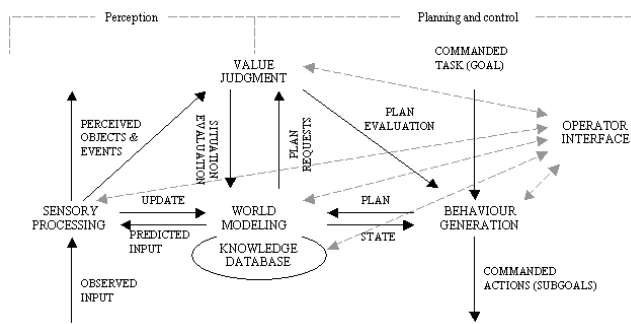 Perception
Planning and control
VALUE
JUDGMENT
COMMANDED
TASK (GOAL)
PERCEIVED
OBJECTS &
EVENTS
SITUATION
EVALUATION
PLAN
REQUESTS
PLAN
EVALUATION
OPERATOR
INTERFACE
SENSORY
PROCESSING
UPDATE
PREDICTED
INPUT
WORLD
MODELING
KNOWLEDGE
DATABASE
PLAN
STATE
BEHAVIOUR
GENERATION
OBSERVED
INPUT
COMMANDED
ACTIONS (SUBGOALS)